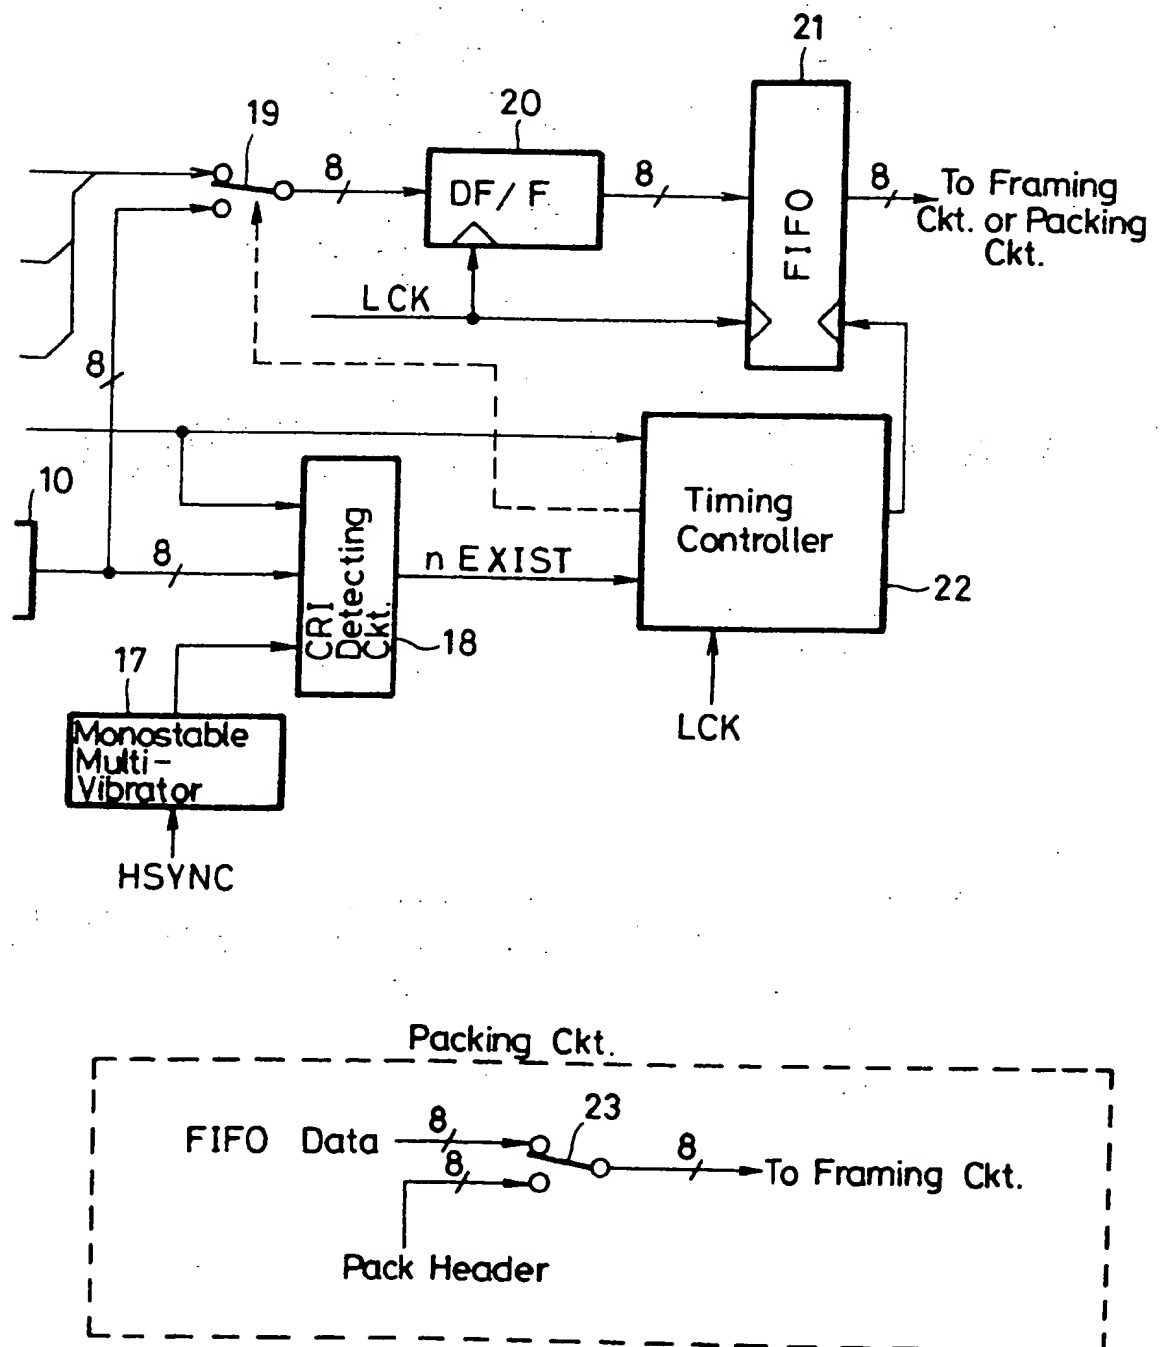 21
20
19
8
8
8
DF/F
FIFO
To Framing
Ckt. or Packing
Ckt.
LCK
8
10
8
CRI
Detecting
Ckt.
n EXIST
Timing
Controller
22
18
17
LCK
Monostable
Multi-
Vibrator
HSYNC
Packing Ckt.
23
FIFO Data
8
8
8
To Framing Ckt.
Pack Header